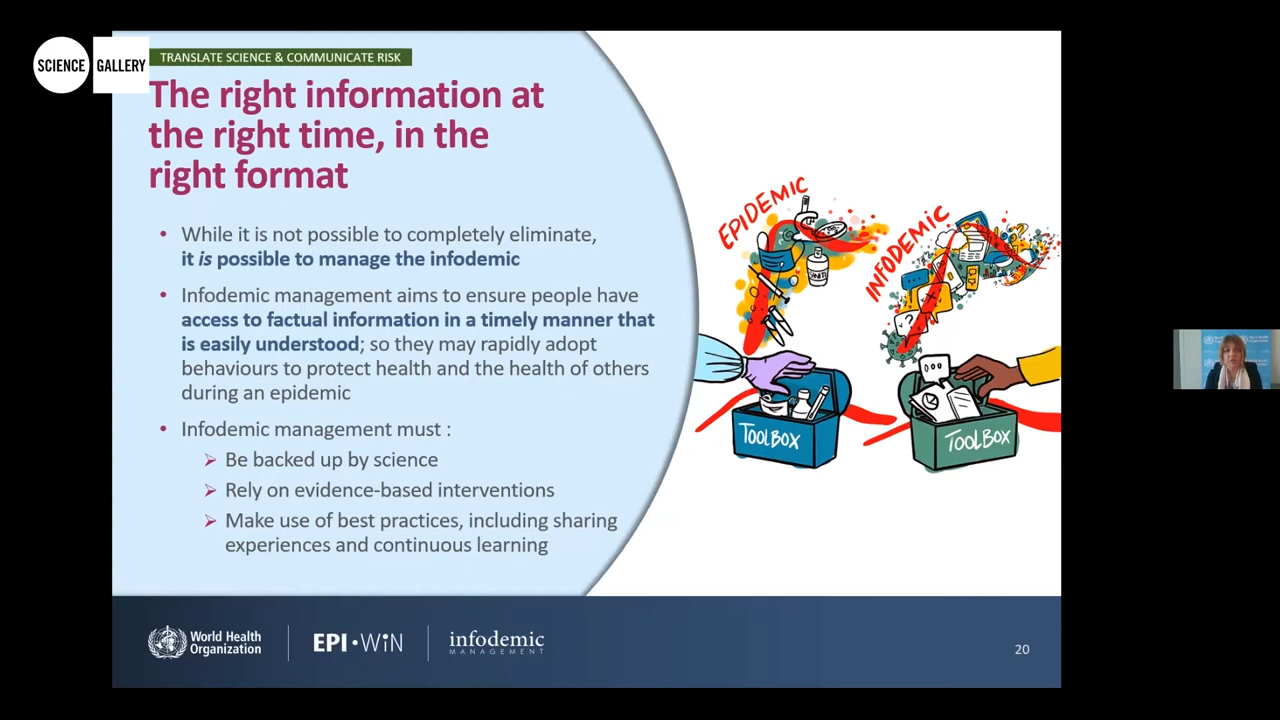 SCIENCE GALLERY
TRANSLATE SCIENCE & COMMUNICATE RISK
The right information at
the right time, in the
right format
• While it is not possible to completely eliminate,
it is possible to manage the infodemic
• Infodemic management aims to ensure people have
access to factual information in a timely manner that
is easily understood; so they may rapidly adopt
behaviours to protect health and the health of others
during an epidemic
• Infodemic management must :
➢ Be backed up by science
➢ Rely on evidence-based interventions
➢ Make use of best practices, including sharing
experiences and continuous learning
EPIDEMIC
INFODEMIC
TOOLBOX
TOOLBOX
World Health
Organization
EPI•WiN
infodemic
MANAGEMENT
20